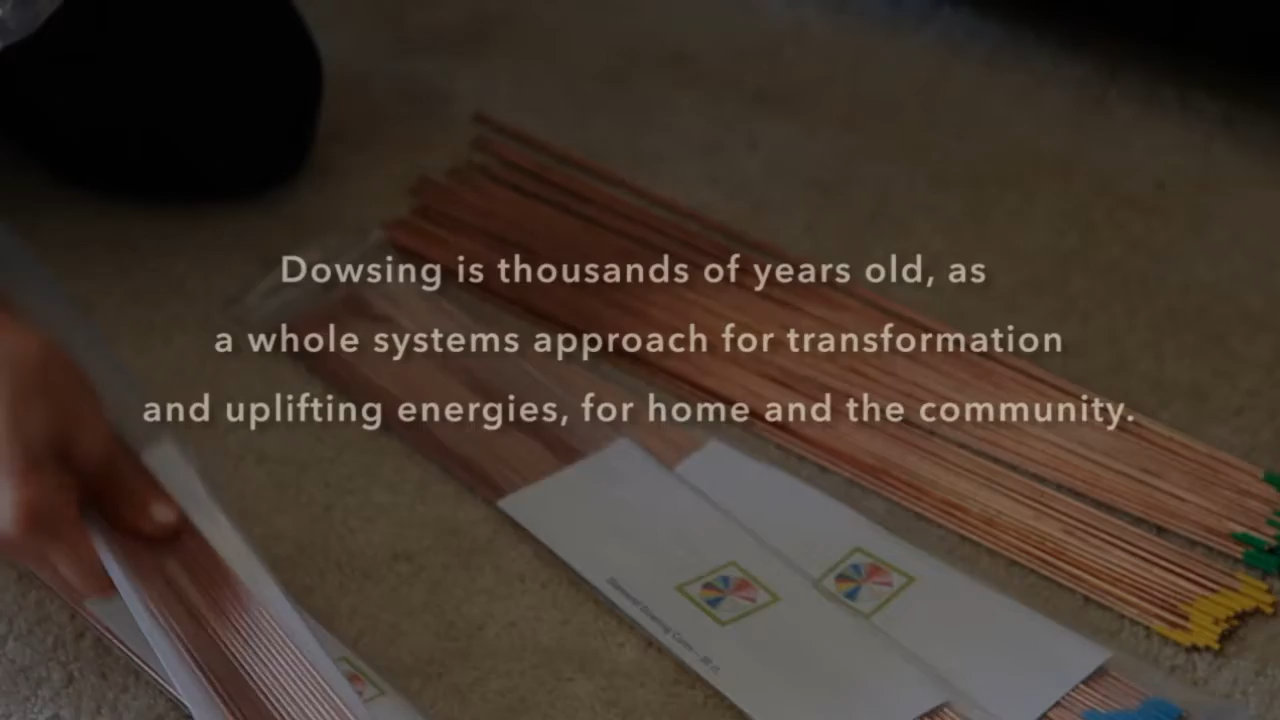 Dowsing is thousands of years old, as
a whole systems approach for transformation
and uplifting energies, for home and the community.